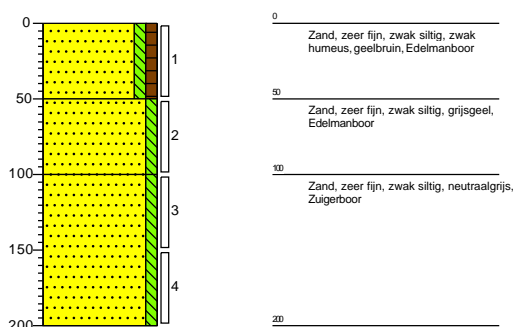 0
50
100
150
200
1
2
3
4
0
Zand, zeer fijn, zwak siltig, zwak
humeus, geelbruin, Edelmanboor
50
Zand, zeer fijn, zwak siltig, grijsgeel,
Edelmanboor
100
Zand, zeer fijn, zwak siltig, neutraalgrijs,
Zuigerboor
200